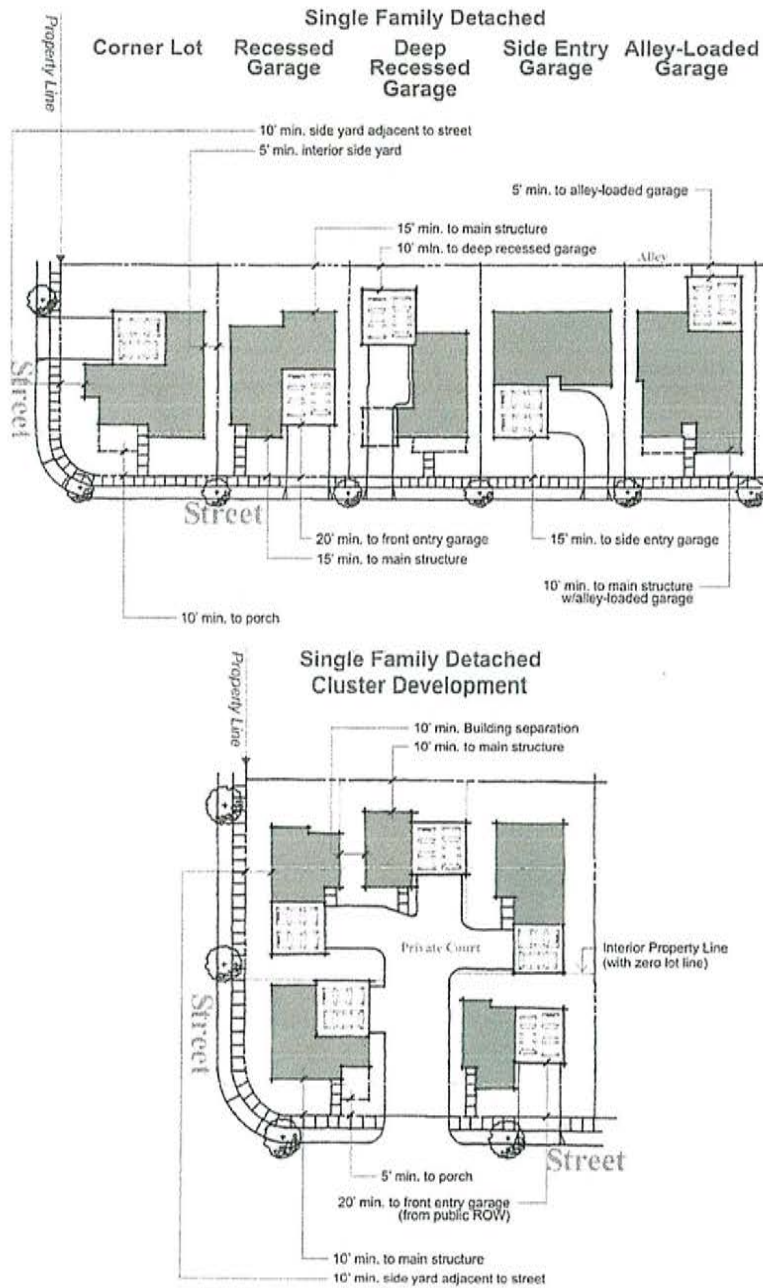 Single Family Detached
Property Line
Corner Lot
Recessed
Garage
Deep
Recessed
Garage
Side Entry
Garage
Alley-Loaded
Garage
10' min. side yard adjacent to street
5' min. interior side yard
5' min. to alley-loaded garage
15' min. to main structure
10' min. to deep recessed garage
Alley
Street
Street
20' min. to front entry garage
15' min. to main structure
15' min. to side entry garage
10' min. to main structure
w/alley-loaded garage
10' min. to porch
Single Family Detached
Cluster Development
Property Line
10' min. Building separation
10' min. to main structure
Private Court
Interior Property Line
(with zero lot line)
Street
Street
5' min. to porch
20' min. to front entry garage
(from public ROW)
10' min. to main structure
10' min. side yard adjacent to street